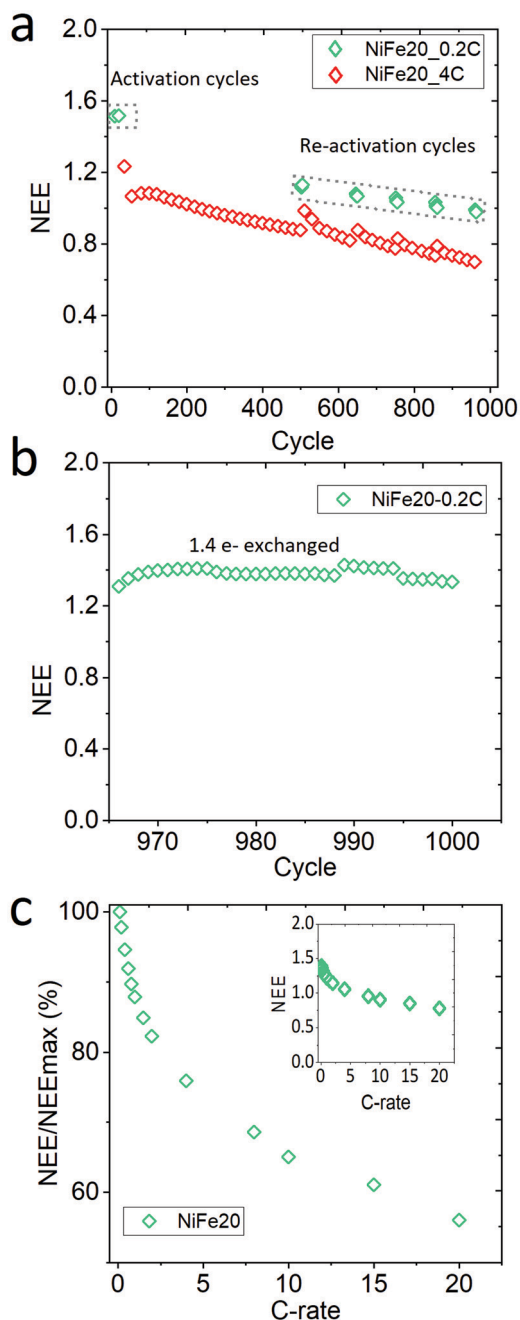 a
2.0
1.6
1.2
0.8
0.4
0.0
NEE
NiFe20_0.2C
NiFe20_4C
Activation cycles
Re-activation cycles
0 200 400 600 800 1000
Cycle
b
2.0
1.6
1.2
0.8
0.4
0.0
NEE
NiFe20-0.2C
1.4 e- exchanged
970 980 990 1000
Cycle
c
100
80
60
NEE/NEEmax (%)
2.0
1.5
1.0
0.5
0.0
NEE
0 5 10 15 20
C-rate
NiFe20
0 5 10 15 20
C-rate